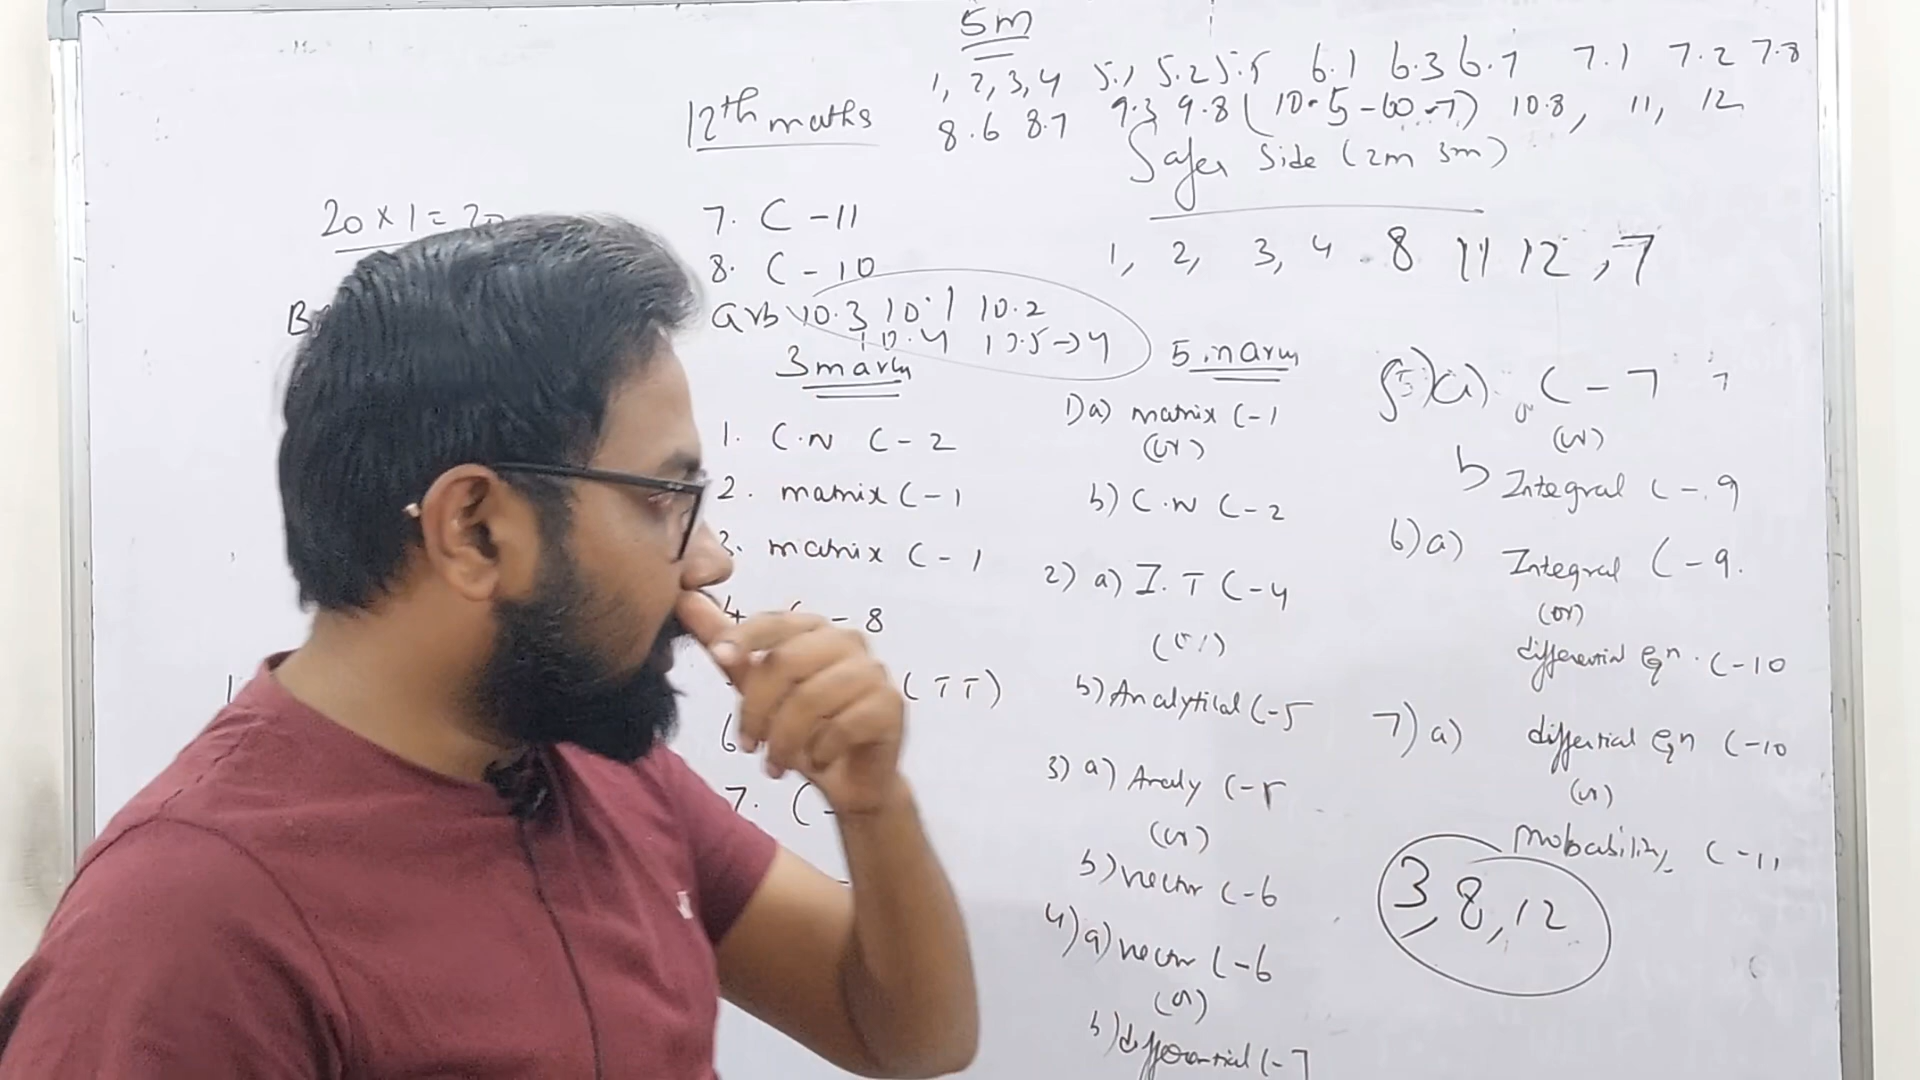 5m
1, 2, 3, 4 5.1 5.2 5.5 6.1 6.3 6.7 7.1 7.2 7.8
8.6 8.7 9.3 9.8 (10.5-10.7) 10.8, 11, 12
12th maths
Safer Side (2m 3m)
1, 2, 3, 4 8 11 12, 7
20 x 1 = 20
7. C -11
8. C - 10
10.3 10.1 10.2
10.4 10.5→4
3 mark
1. C.N C-2
2. matrix C-1
3. matrix C-1
4. C-8
(TT)
6
7. C-
5 mark
1) a) matrix C-1
(or)
b) C.N C-2
2) a) I.T C-4
(or)
b) Analytical C-5
3) a) Analy C-5
(or)
b) vector C-6
4) a) vector C-6
(or)
b) differential C-7
5) a) C-7
(or)
b Integral C-9
6) a) Integral C-9.
(or)
differential Eqn. C-10
7) a) differtial Eqn C-10
(or)
probability C-11
3, 8, 12